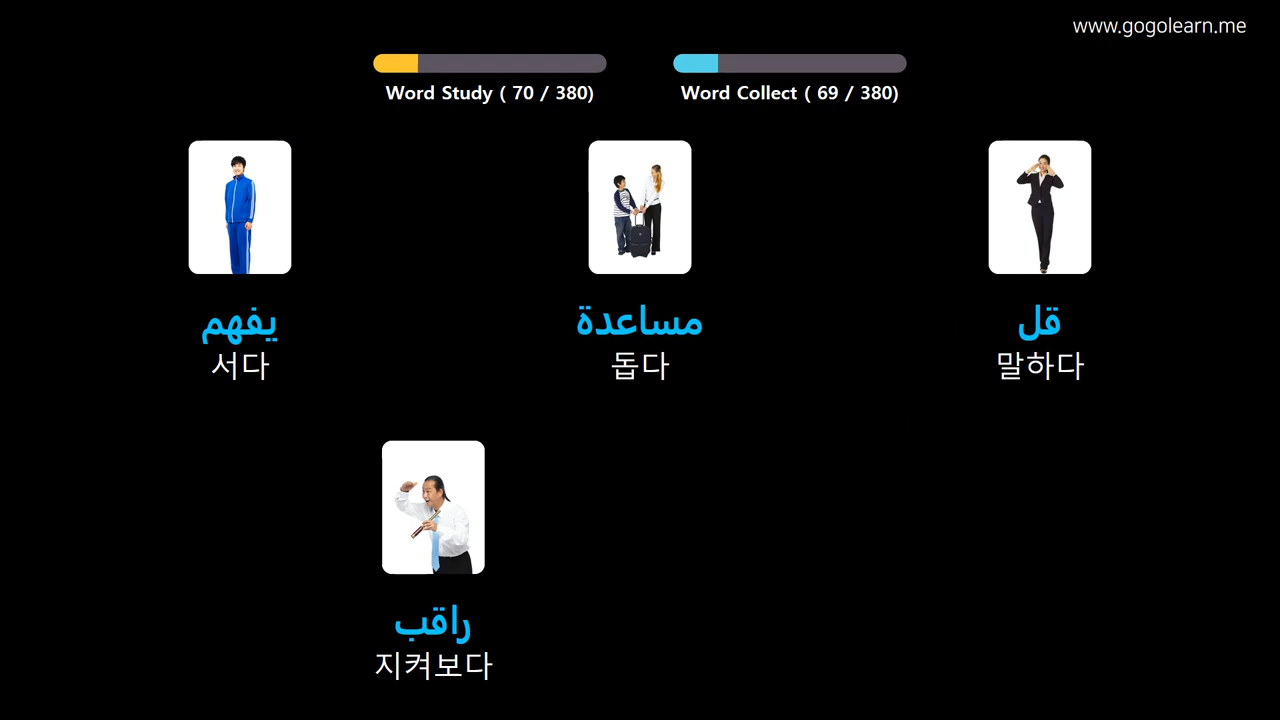 www.gogolearn.me
Word Study ( 70 / 380)
Word Collect ( 69 / 380)
يفهم
서다
مساعدة
돕다
قل
말하다
راقب
지켜보다